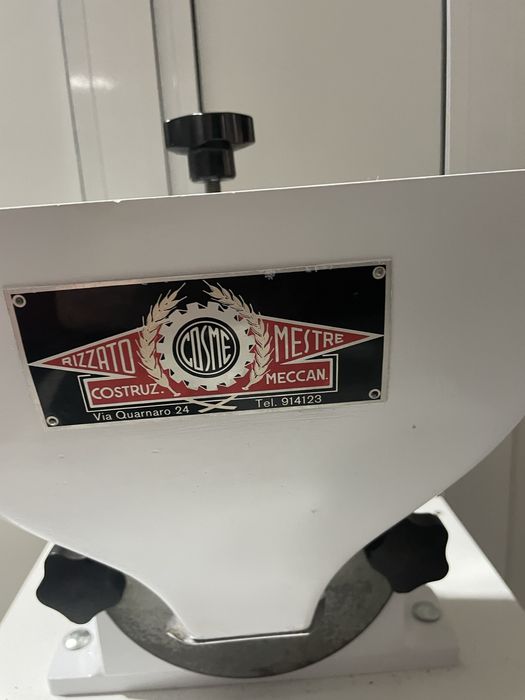 RIZZATO COSME MESTRE
COSTRUZ. MECCAN.
Via Quarnaro 24 Tel. 914123